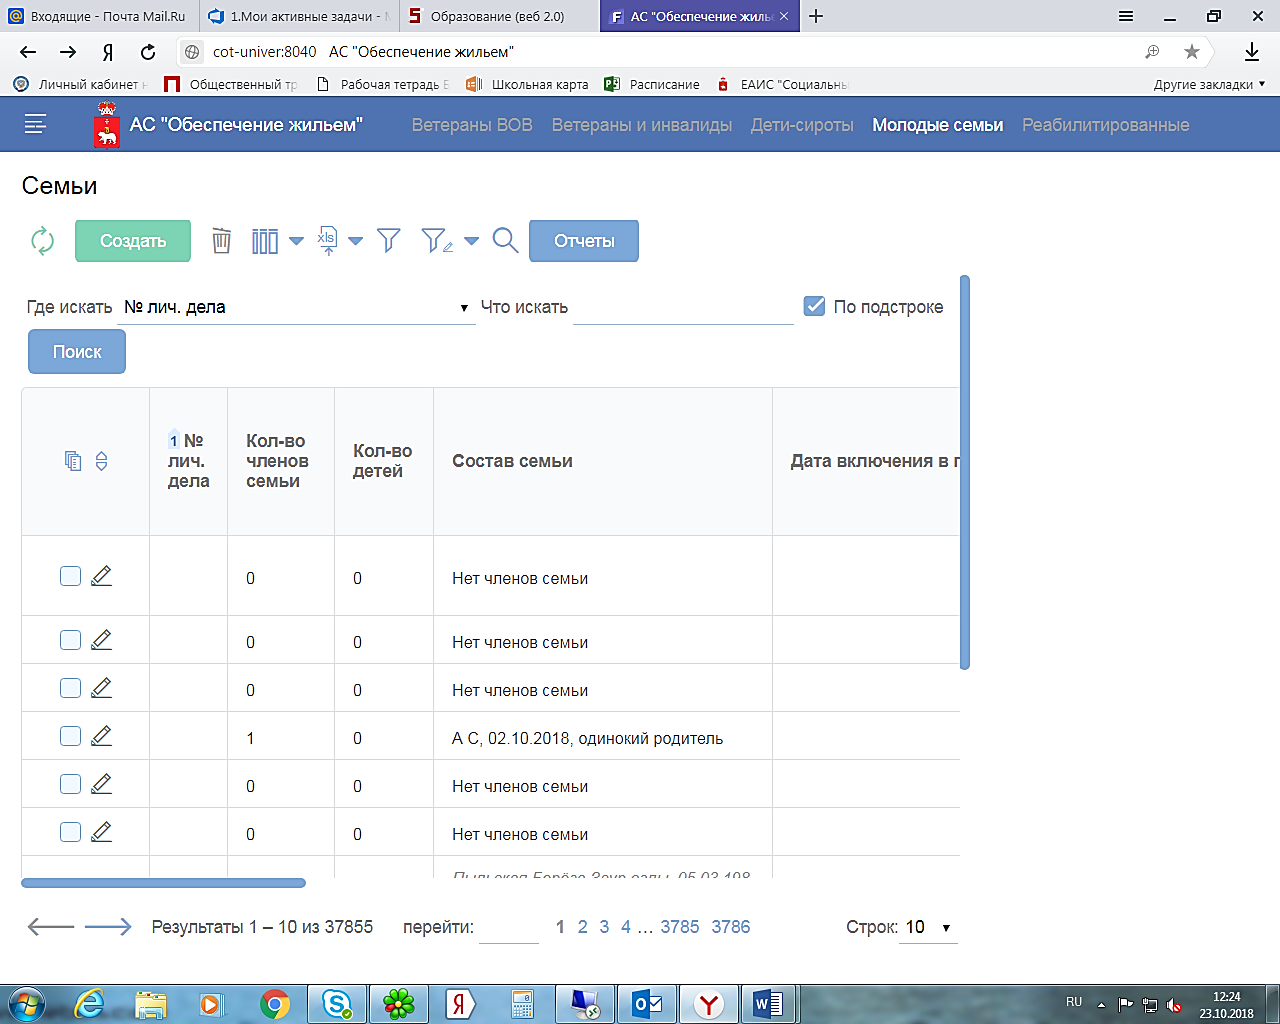 Входящие - Почта Mail.Ru
1.Мои активные задачи -
Образование (веб 2.0)
АС "Обеспечение жиль
cot-univer:8040 АС "Обеспечение жильем"
Личный кабинет
Общественный тр
Рабочая тетрадь
Школьная карта
Расписание
ЕАИС "Социальны
Другие закладки
АС "Обеспечение жильем"
Ветераны ВОВ
Ветераны и инвалиды
Дети-сироты
Молодые семьи
Реабилитированные
Семьи
Создать
xls
Отчеты
Где искать № лич. дела
Что искать
По подстроке
Поиск
1 № лич. дела
Кол-во членов семьи
Кол-во детей
Состав семьи
Дата включения в
0 0 Нет членов семьи
0 0 Нет членов семьи
0 0 Нет членов семьи
1 0 А С, 02.10.2018, одинокий родитель
0 0 Нет членов семьи
0 0 Нет членов семьи
Результаты 1 – 10 из 37855 перейти: 1 2 3 4 ... 3785 3786 Строк: 10
RU
12:24
23.10.2018